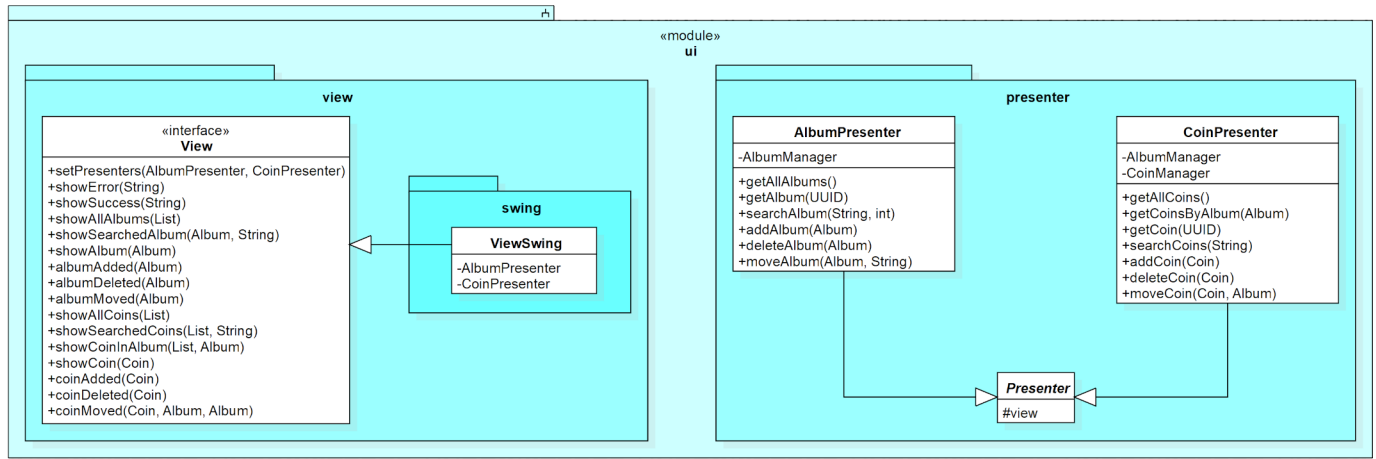 «module»
ui
view
«interface»
View
+setPresenters(AlbumPresenter, CoinPresenter)
+showError(String)
+showSuccess(String)
+showAllAlbums(List)
+showSearchedAlbum(Album, String)
+showAlbum(Album)
+albumAdded(Album)
+albumDeleted(Album)
+albumMoved(Album)
+showAllCoins(List)
+showSearchedCoins(List, String)
+showCoinInAlbum(List, Album)
+showCoin(Coin)
+coinAdded(Coin)
+coinDeleted(Coin)
+coinMoved(Coin, Album, Album)
swing
ViewSwing
-AlbumPresenter
-CoinPresenter
presenter
AlbumPresenter
-AlbumManager
+getAllAlbums()
+getAlbum(UUID)
+searchAlbum(String, int)
+addAlbum(Album)
+deleteAlbum(Album)
+moveAlbum(Album, String)
CoinPresenter
-AlbumManager
-CoinManager
+getAllCoins()
+getCoinsByAlbum(Album)
+getCoin(UUID)
+searchCoins(String)
+addCoin(Coin)
+deleteCoin(Coin)
+moveCoin(Coin, Album)
Presenter
#view